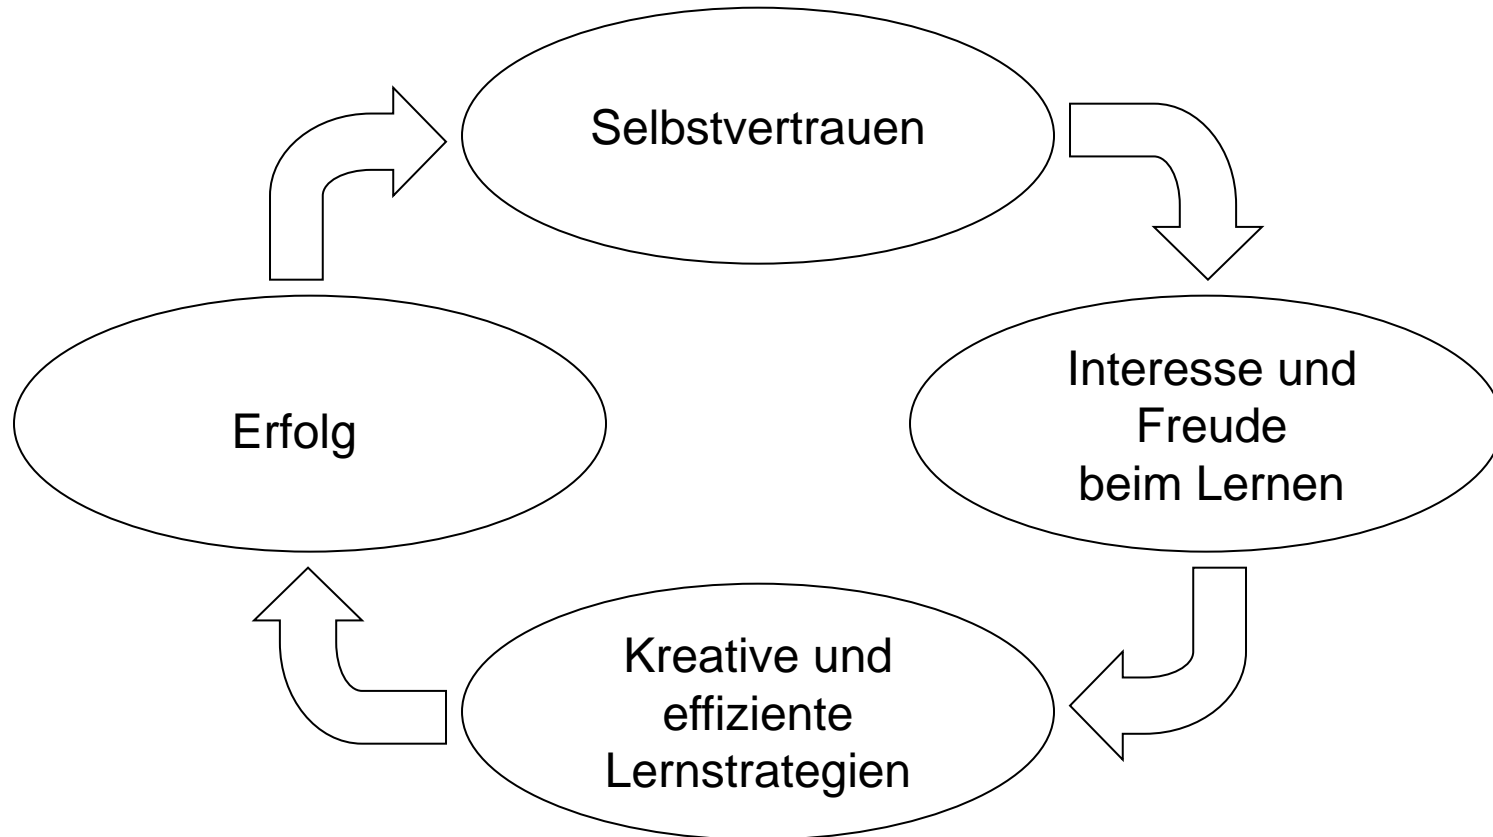 Selbstvertrauen
Interesse und
Freude
beim Lernen
Erfolg
Kreative und
effiziente
Lernstrategien